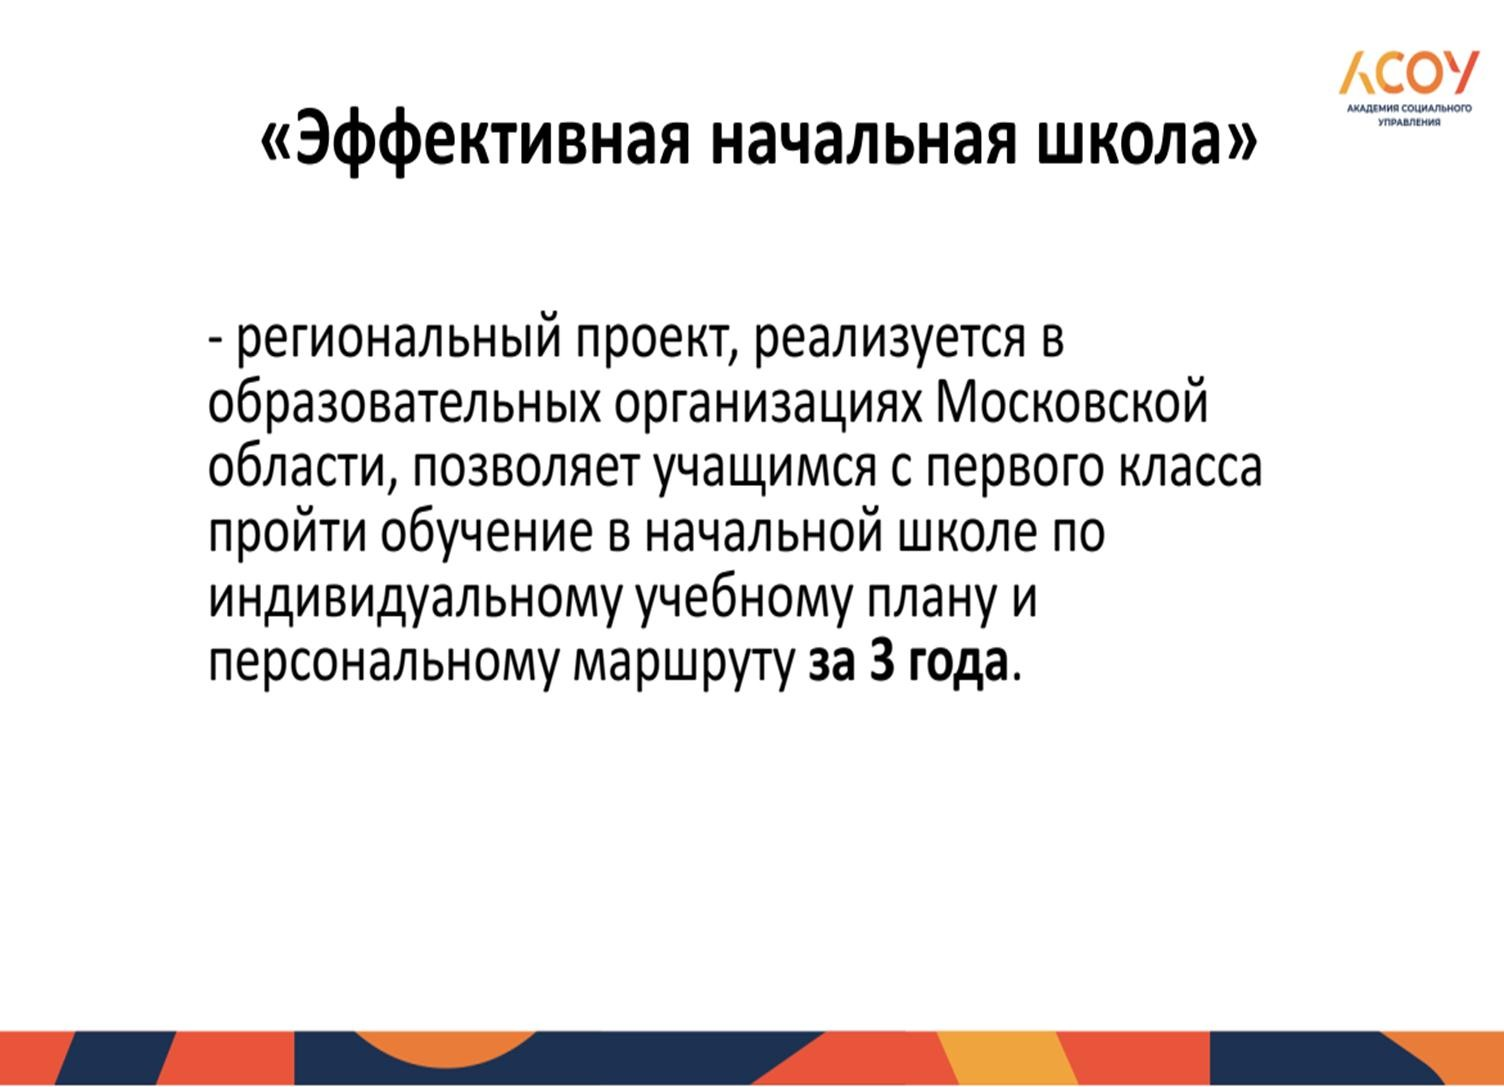 АСОУ
АКАДЕМИЯ СОЦИАЛЬНОГО
УПРАВЛЕНИЯ
«Эффективная начальная школа»
- региональный проект, реализуется в
образовательных организациях Московской
области, позволяет учащимся с первого класса
пройти обучение в начальной школе по
индивидуальному учебному плану и
персональному маршруту за 3 года.